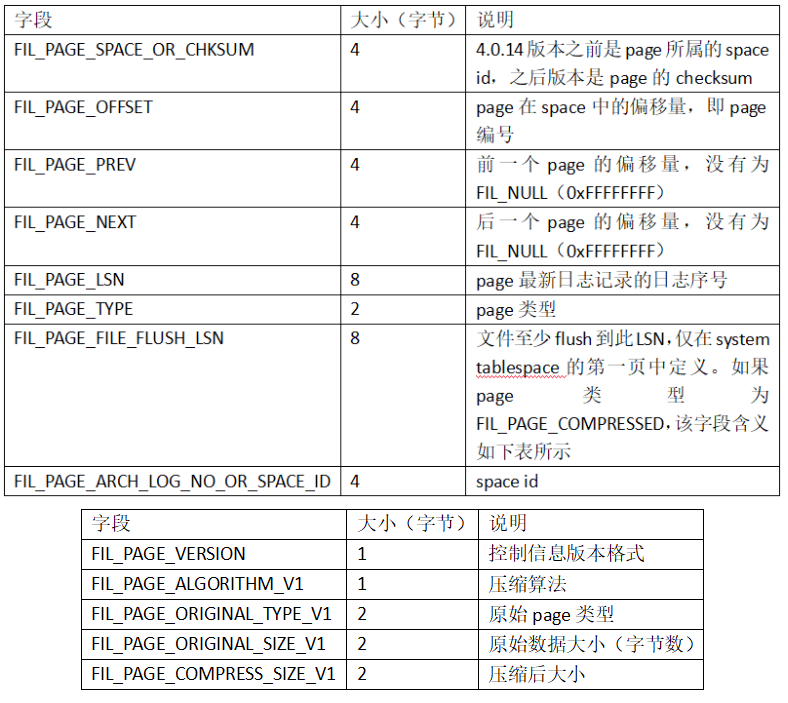 字段 大小（字节） 说明
FIL_PAGE_SPACE_OR_CHKSUM 4 4.0.14 版本之前是 page 所属的 space
id，之后版本是 page 的 checksum
FIL_PAGE_OFFSET 4 page 在 space 中的偏移量，即 page
编号
FIL_PAGE_PREV 4 前一个 page 的偏移量，没有为
FIL_NULL（0xFFFFFFFF）
FIL_PAGE_NEXT 4 后一个 page 的偏移量，没有为
FIL_NULL（0xFFFFFFFF）
FIL_PAGE_LSN 8 page 最新日志记录的日志序号
FIL_PAGE_TYPE 2 page 类型
FIL_PAGE_FILE_FLUSH_LSN 8 文件至少 flush 到此 LSN，仅在 system
tablespace 的第一页中定义。如果
page 类型为
FIL_PAGE_COMPRESSED，该字段含义
如下表所示
FIL_PAGE_ARCH_LOG_NO_OR_SPACE_ID 4 space id
字段 大小（字节） 说明
FIL_PAGE_VERSION 1 控制信息版本格式
FIL_PAGE_ALGORITHM_V1 1 压缩算法
FIL_PAGE_ORIGINAL_TYPE_V1 2 原始 page 类型
FIL_PAGE_ORIGINAL_SIZE_V1 2 原始数据大小（字节数）
FIL_PAGE_COMPRESS_SIZE_V1 2 压缩后大小